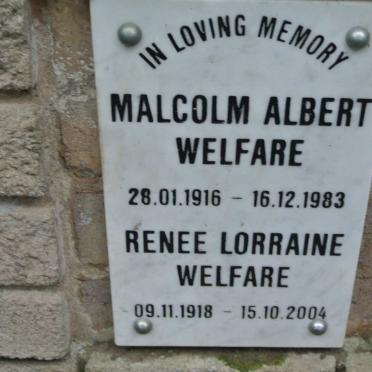 IN LOVING MEMORY
MALCOLM ALBERT
WELFARE
28.01.1916 - 16.12.1983
RENEE LORRAINE
WELFARE
09.11.1918 - 15.10.2004